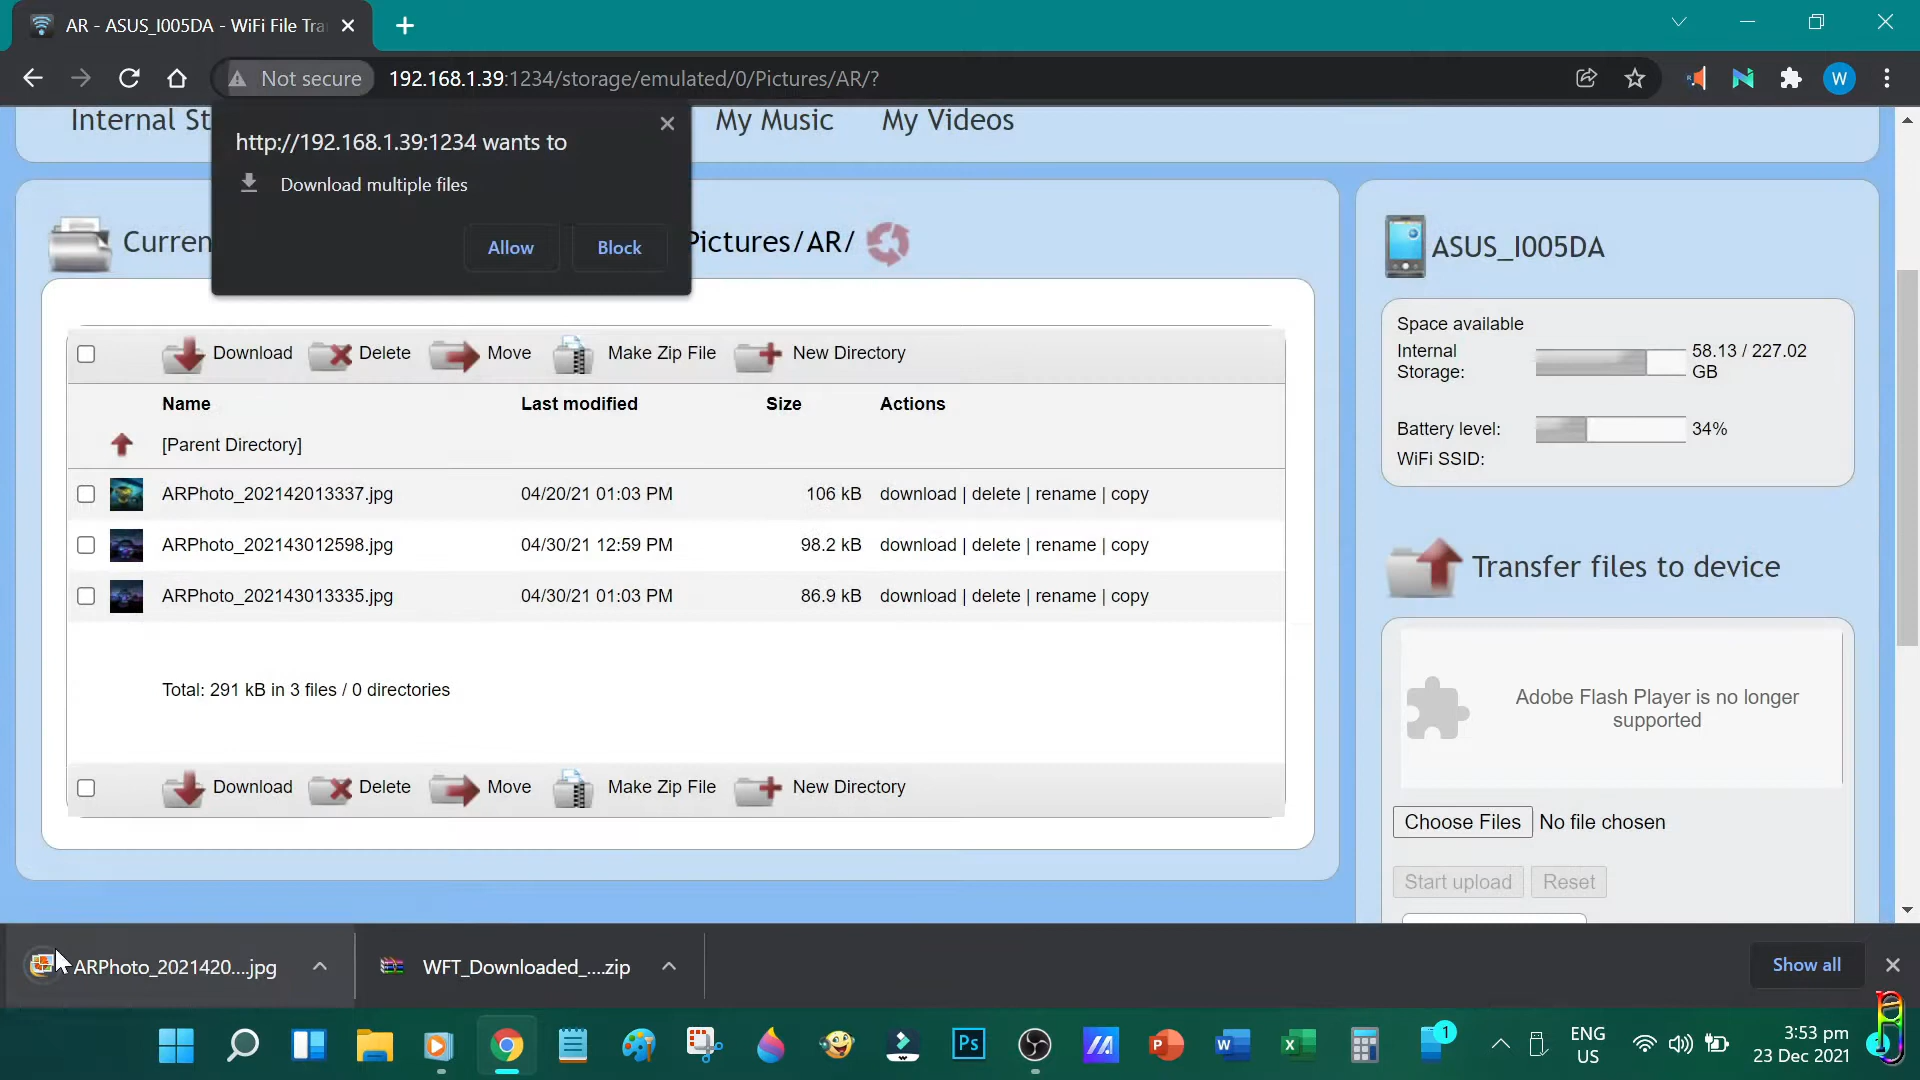 AR - ASUS_I005DA - WiFi File Tra
Not secure
192.168.1.39:1234/storage/emulated/0/Pictures/AR/?
W
Internal St
My Music
My Videos
http://192.168.1.39:1234 wants to
Download multiple files
Allow
Block
Curren
Pictures/AR/
Download
Delete
Move
Make Zip File
New Directory
Name
Last modified
Size
Actions
[Parent Directory]
ARPhoto_202142013337.jpg 04/20/21 01:03 PM 106 kB download | delete | rename | copy
ARPhoto_202143012598.jpg 04/30/21 12:59 PM 98.2 kB download | delete | rename | copy
ARPhoto_202143013335.jpg 04/30/21 01:03 PM 86.9 kB download | delete | rename | copy
Total: 291 kB in 3 files / 0 directories
Download
Delete
Move
Make Zip File
New Directory
ASUS_I005DA
Space available
Internal
Storage:
58.13 / 227.02
GB
Battery level:
34%
WiFi SSID:
Transfer files to device
Adobe Flash Player is no longer
supported
Choose Files
No file chosen
Start upload
Reset
ARPhoto_2021420....jpg
WFT_Downloaded_....zip
Show all
Ps
P
W
X
1
ENG
US
3:53 pm
23 Dec 2021